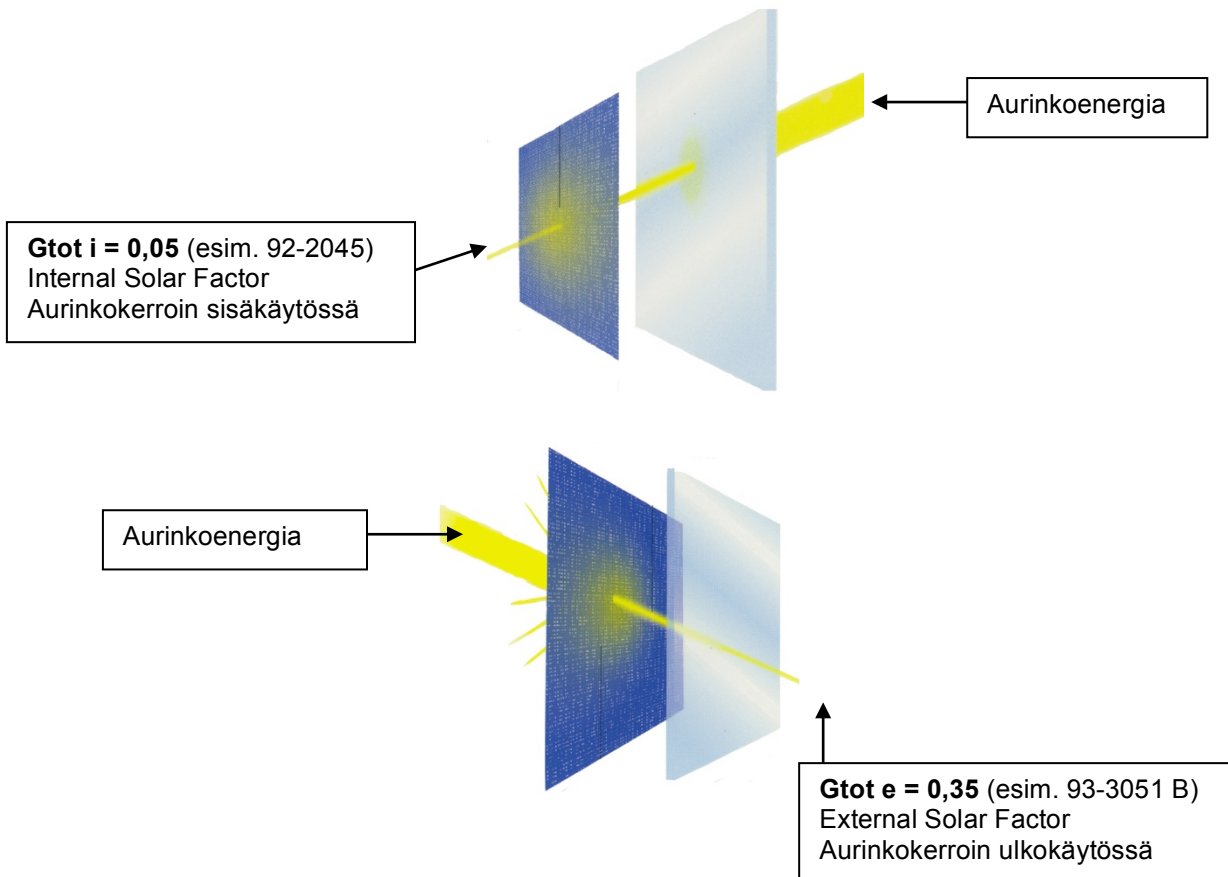 Aurinkoenergia
Gtot i = 0,05 (esim. 92-2045)
Internal Solar Factor
Aurinkokerroin sisäkäytössä
Aurinkoenergia
Gtot e = 0,35 (esim. 93-3051 B)
External Solar Factor
Aurinkokerroin ulkokäytössä